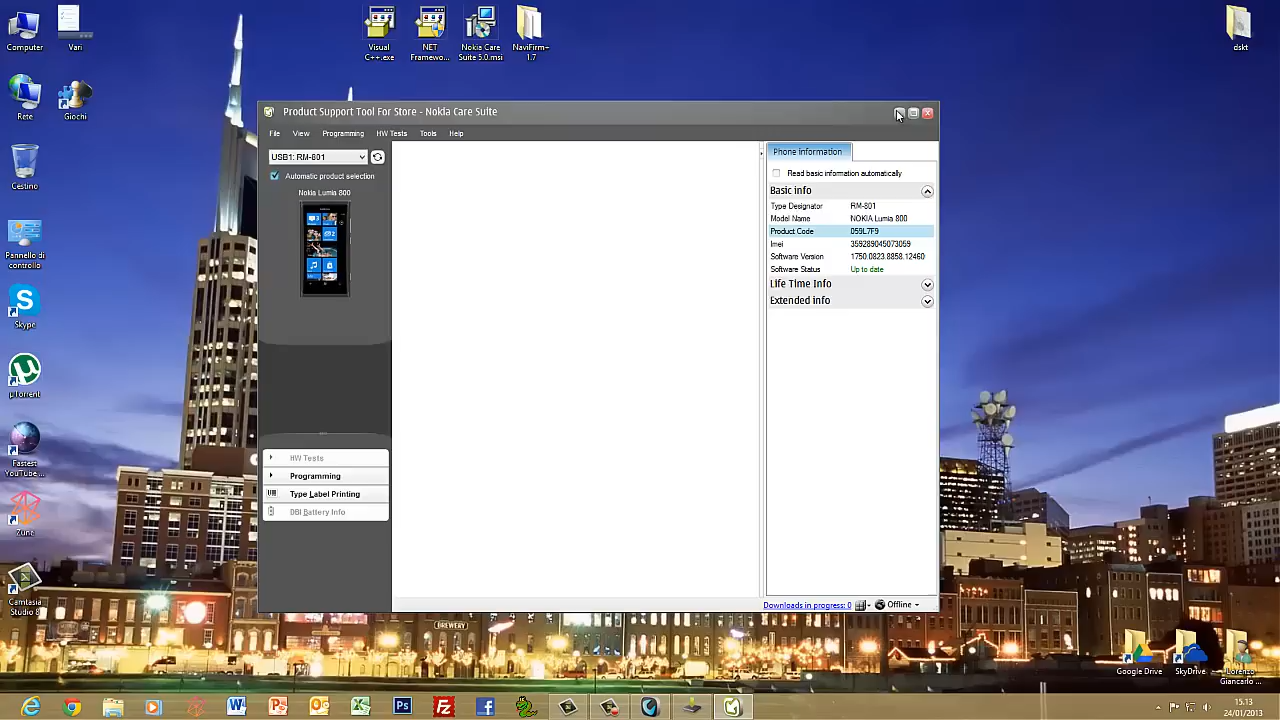 Computer
Vari
Visual
C++.exe
NET
Framewo...
Nokia Care
Suite 5.0.msi
NaviFirm+
1.7
dskt
Rete
Giochi
Cestino
Pannello di
controllo
Skype
µTorrent
Fastest
YouTube...
Zune
Camtasia
Studio 8
Product Support Tool For Store - Nokia Care Suite
File View Programming HW Tests Tools Help
USB1: RM-801
Automatic product selection
Nokia Lumia 800
HW Tests
Programming
Type Label Printing
DBI Battery Info
Phone information
Read basic information automatically
Basic info
Type Designator RM-801
Model Name NOKIA Lumia 800
Product Code 059L7F9
Imei 359289045073059
Software Version 1750.0823.8858.12460
Software Status Up to date
Life Time Info
Extended info
Downloads in progress: 0 Offline
BREWERY
Google Drive
SkyDrive
Lorenzo
Giancarlo ...
15.13
24/01/2013